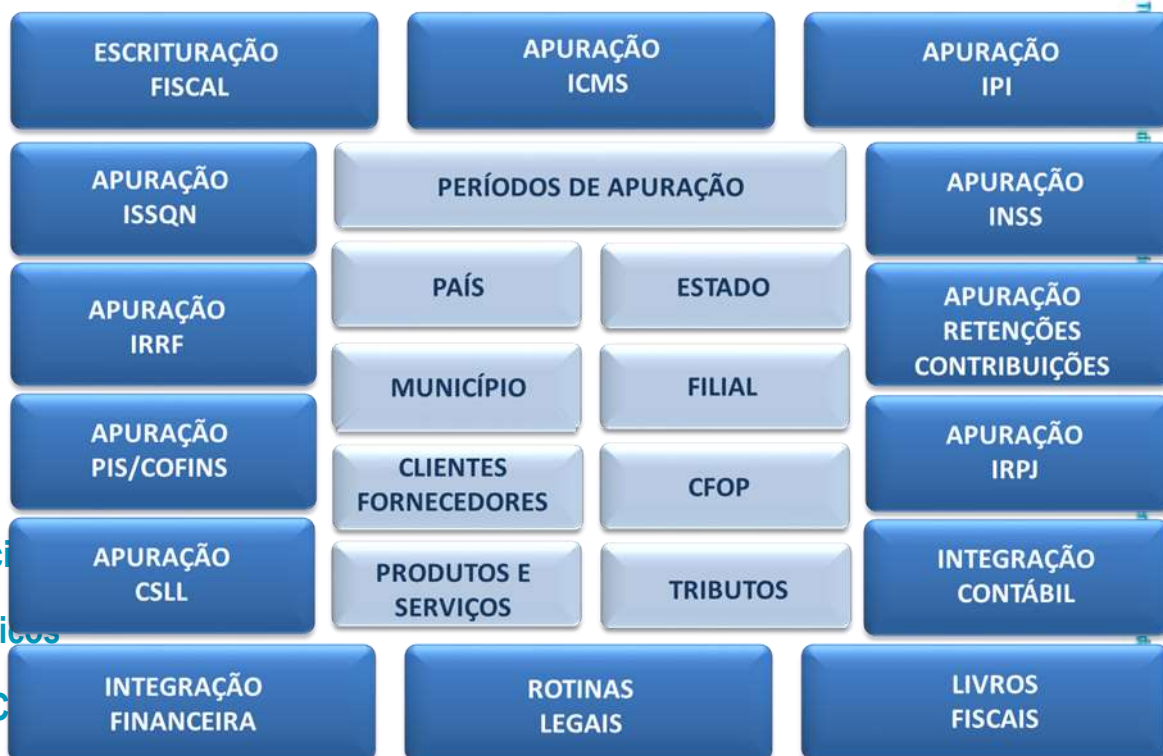 ESCRITURAÇÃO
FISCAL
APURAÇÃO
ICMS
APURAÇÃO
IPI
APURAÇÃO
ISSQN
PERÍODOS DE APURAÇÃO
APURAÇÃO
INSS
PAÍS
ESTADO
APURAÇÃO
IRRF
APURAÇÃO
RETENÇÕES
CONTRIBUIÇÕES
MUNICÍPIO
FILIAL
APURAÇÃO
PIS/COFINS
CLIENTES
FORNECEDORES
CFOP
APURAÇÃO
IRPJ
APURAÇÃO
CSLL
PRODUTOS E
SERVIÇOS
TRIBUTOS
INTEGRAÇÃO
CONTÁBIL
INTEGRAÇÃO
FINANCEIRA
ROTINAS
LEGAIS
LIVROS
FISCAIS